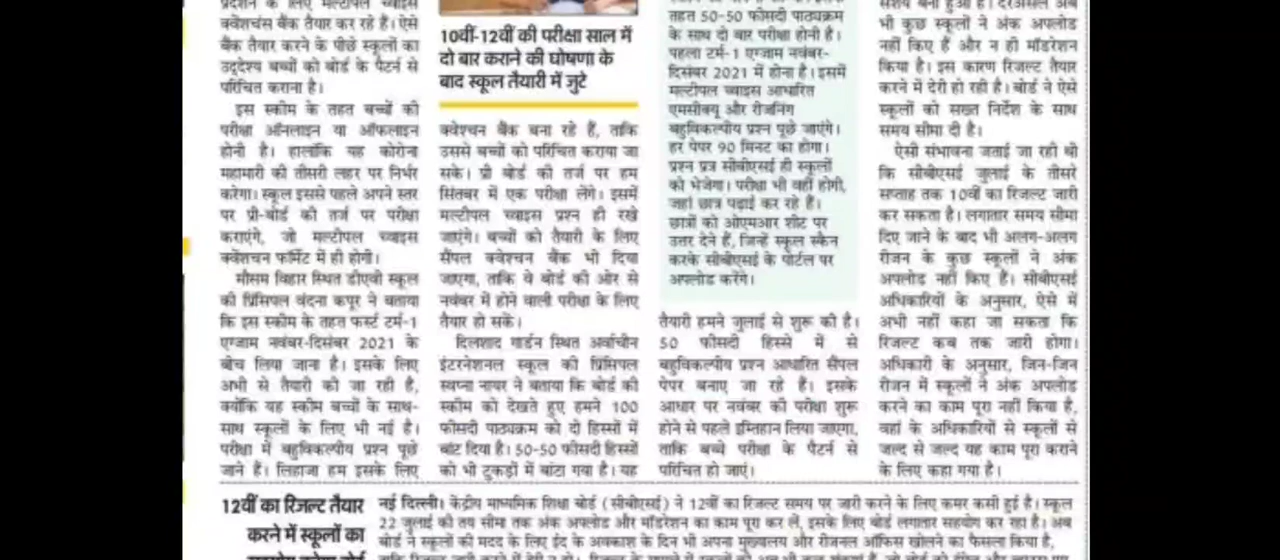 प्रदर्शन के लिए मल्टीपल च्वाइस
क्वेश्चंस बैंक तैयार कर रहे हैं। ऐसे
बैंक तैयार करने के पीछे स्कूलों का
उद्देश्य बच्चों को बोर्ड के पैटर्न से
परिचित कराना है।
इस स्कीम के तहत बच्चों की
परीक्षा ऑनलाइन या ऑफलाइन
होनी है। हालांकि यह कोरोना
महामारी की तीसरी लहर पर निर्भर
करेगा। स्कूल इससे पहले अपने स्तर
पर प्री-बोर्ड की तर्ज पर परीक्षा
कराएंगे, जो मल्टीपल च्वाइस
क्वेंशचन फॉर्मेट में ही होगी।
मौसम विहार स्थित डीएवी स्कूल
की प्रिंसिपल वंदना कपूर ने बताया
कि इस स्कीम के तहत फर्स्ट टर्म-1
एग्जाम नवंबर-दिसंबर 2021 के
बीच लिया जाना है। इसके लिए
अभी से तैयारी की जा रही है,
क्योंकि यह स्कीम बच्चों के साथ-
साथ स्कूलों के लिए भी नई है।
परीक्षा में बहुविकल्पीय प्रश्न पूछे
जाने हैं। लिहाजा हम इसके लिए
10वीं-12वीं की परीक्षा साल में
दो बार कराने की घोषणा के
बाद स्कूल तैयारी में जुटे
क्वेश्चन बैंक बना रहे हैं, ताकि
उससे बच्चों को परिचित कराया जा
सके। प्री बोर्ड की तर्ज पर हम
सितंबर में एक परीक्षा लेंगे। इसमें
मल्टीपल च्वाइस प्रश्न ही रखे
जाएंगे। बच्चों को तैयारी के लिए
सैंपल क्वेश्चन बैंक भी दिया
जाएगा, ताकि वे बोर्ड की ओर से
नवंबर में होने वाली परीक्षा के लिए
तैयार हो सकें।
दिलशाद गार्डन स्थित अर्वाचीन
इंटरनेशनल स्कूल की प्रिंसिपल
स्वप्ना नायर ने बताया कि बोर्ड की
स्कीम को देखते हुए हमने 100
फीसदी पाठ्यक्रम को दो हिस्सों में
बांट दिया है। 50-50 फीसदी हिस्सों
को भी टुकड़ों में बांटा गया है। यह
तहत 50-50 फीसदी पाठ्यक्रम
के साथ दो बार परीक्षा होनी है।
पहला टर्म-1 एग्जाम नवंबर-
दिसंबर 2021 में होना है। इसमें
मल्टीपल च्वाइस आधारित
एमसीक्यू और रीजनिंग
बहुविकल्पीय प्रश्न पूछे जाएंगे।
हर पेपर 90 मिनट का होगा।
प्रश्न प्रत्र सीबीएसई ही स्कूलों
को भेजेगा। परीक्षा भी वहीं होगी,
जहां छात्र पढ़ाई कर रहे हैं।
छात्रों को ओएमआर शीट पर
उत्तर देने हैं, जिन्हें स्कूल स्कैन
करके सीबीएसई के पोर्टल पर
अपलोड करेंगे।
तैयारी हमने जुलाई से शुरू की है।
50 फीसदी हिस्से में से
बहुविकल्पीय प्रश्न आधारित सैंपल
पेपर बनाए जा रहे हैं। इसके
आधार पर नवंबर की परीक्षा शुरू
होने से पहले इम्तिहान लिया जाएगा,
ताकि बच्चे परीक्षा के पैटर्न से
परिचित हो जाएं।
संशय बना हुआ है। दरअसल अब
भी कुछ स्कूलों ने अंक अपलोड
नहीं किए हैं और न ही मॉडरेशन
किया है। इस कारण रिजल्ट तैयार
करने में देरी हो रही है। बोर्ड ने ऐसे
स्कूलों को सख्त निर्देश के साथ
समय सीमा दी है।
ऐसी संभावना जताई जा रही थी
कि सीबीएसई जुलाई के तीसरे
सप्ताह तक 10वीं का रिजल्ट जारी
कर सकता है। लगातार समय सीमा
दिए जाने के बाद भी अलग-अलग
रीजन के कुछ स्कूलों ने अंक
अपलोड नहीं किए हैं। सीबीएसई
अधिकारियों के अनुसार, ऐसे में
अभी नहीं कहा जा सकता कि
रिजल्ट कब तक जारी होगा।
अधिकारी के अनुसार, जिन-जिन
रीजन में स्कूलों ने अंक अपलोड
करने का काम पूरा नहीं किया है,
वहां के अधिकारियों से स्कूलों से
जल्द से जल्द यह काम पूरा कराने
के लिए कहा गया है।
12वीं का रिजल्ट तैयार
करने में स्कूलों का
नई दिल्ली। केंद्रीय माध्यमिक शिक्षा बोर्ड (सीबीएसई) ने 12वीं का रिजल्ट समय पर जारी करने के लिए कमर कसी हुई है। स्कूल
22 जुलाई की तय सीमा तक अंक अपलोड और मॉडरेशन का काम पूरा कर लें, इसके लिए बोर्ड लगातार सहयोग कर रहा है। अब
बोर्ड ने स्कूलों की मदद के लिए ईद के अवकाश के दिन भी अपना मुख्यालय और रीजनल ऑफिस खोलने का फैसला किया है,